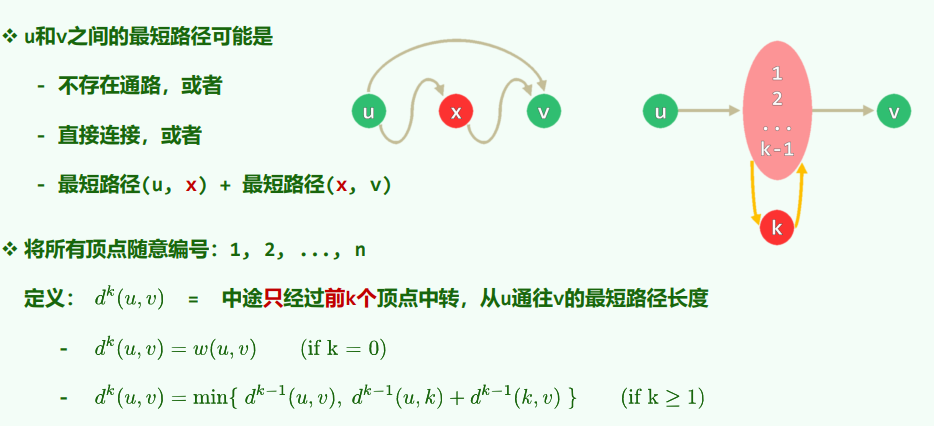 ❖ u和v之间的最短路径可能是
- 不存在通路，或者
- 直接连接，或者
- 最短路径(u, x) + 最短路径(x, v)
u
x
v
u
1
2
...
k-1
v
k
❖ 将所有顶点随意编号：1, 2, ..., n
定义： d^k(u, v) = 中途只经过前k个顶点中转，从u通往v的最短路径长度
- d^k(u, v) = w(u, v) (if k = 0)
- d^k(u, v) = min{ d^{k-1}(u, v), d^{k-1}(u, k) + d^{k-1}(k, v) } (if k ≥ 1)